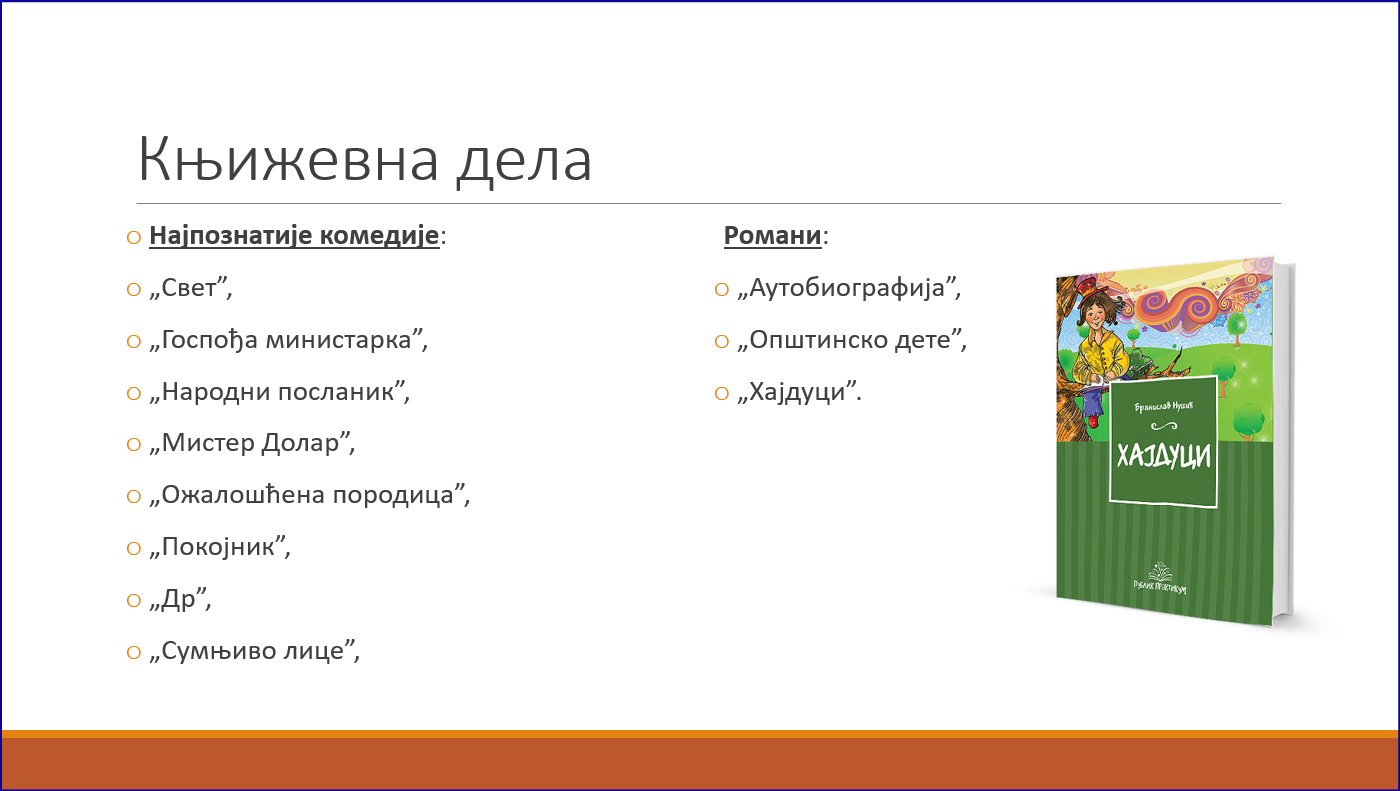 Књижевна дела
Најпознатије комедије:
„Свет”,
„Госпођа министарка”,
„Народни посланик”,
„Мистер Долар”,
„Ожалошћена породица”,
„Покојник”,
„Др”,
„Сумњиво лице”,
Романи:
„Аутобиографија”,
„Општинско дете”,
„Хајдуци”.
Бранислав Нушић
ХАЈДУЦИ
ПУБЛИК ПРАКТИКУМ